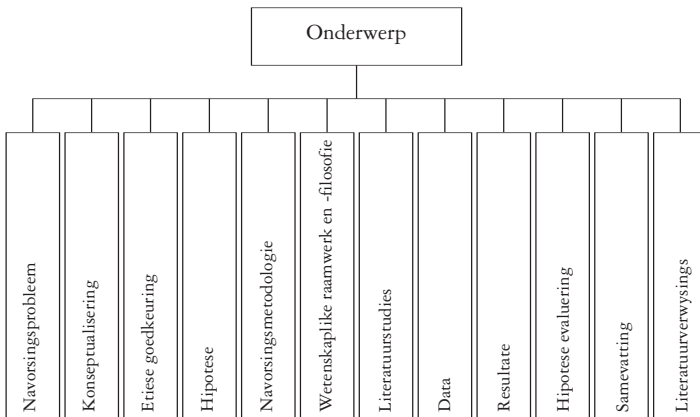 Onderwerp
Navorsingsprobleem
Konseptualisering
Etiese goedkeuring
Hipotese
Navorsingsmetodologie
Wetenskaplike raamwerk en -filosofie
Literatuurstudies
Data
Resultate
Hipotese evaluering
Samevatting
Literatuurverwysings